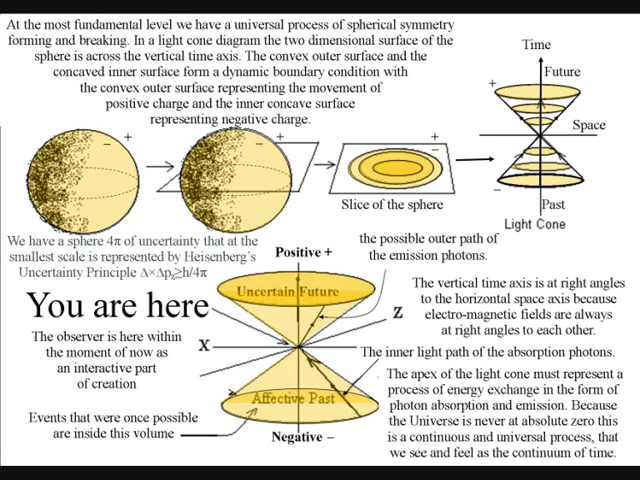 At the most fundamental level we have a universal process of spherical symmetry
forming and breaking. In a light cone diagram the two dimensional surface of the
sphere is across the vertical time axis. The convex outer surface and the
concaved inner surface form a dynamic boundary condition with
the convex outer surface representing the movement of
positive charge and the inner concave surface
representing negative charge.
Time
Future
+
Space
−
Past
Light Cone
− +
− +
+
−
Slice of the sphere
We have a sphere 4π of uncertainty that at the
smallest scale is represented by Heisenberg's
Uncertainty Principle Δ×Δpₓ≥h/4π
Positive +
the possible outer path of
the emission photons.
Uncertain Future
You are here
Z
The vertical time axis is at right angles
to the horizontal space axis because
electro-magnetic fields are always
at right angles to each other.
The observer is here within
the moment of now as
an interactive part
of creation
X
The inner light path of the absorption photons.
The apex of the light cone must represent a
process of energy exchange in the form of
photon absorption and emission. Because
the Universe is never at absolute zero this
is a continuous and universal process, that
we see and feel as the continuum of time.
Affective Past
Events that were once possible
are inside this volume
Negative −